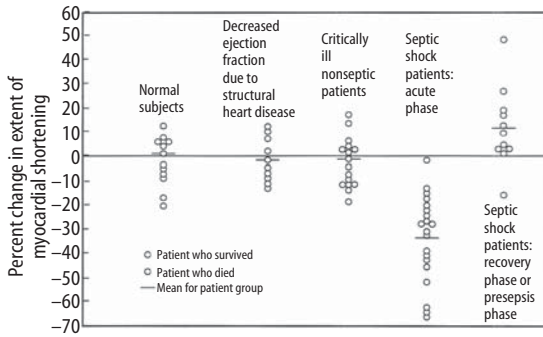 60
50
40
30
20
10
0
−10
−20
−30
−40
−50
−60
−70
Percent change in extent of
myocardial shortening
Normal
subjects
Decreased
ejection
fraction
due to
structural
heart disease
Critically
ill
nonseptic
patients
Septic
shock
patients:
acute
phase
Septic
shock
patients:
recovery
phase or
presepsis
phase
Patient who survived
Patient who died
Mean for patient group